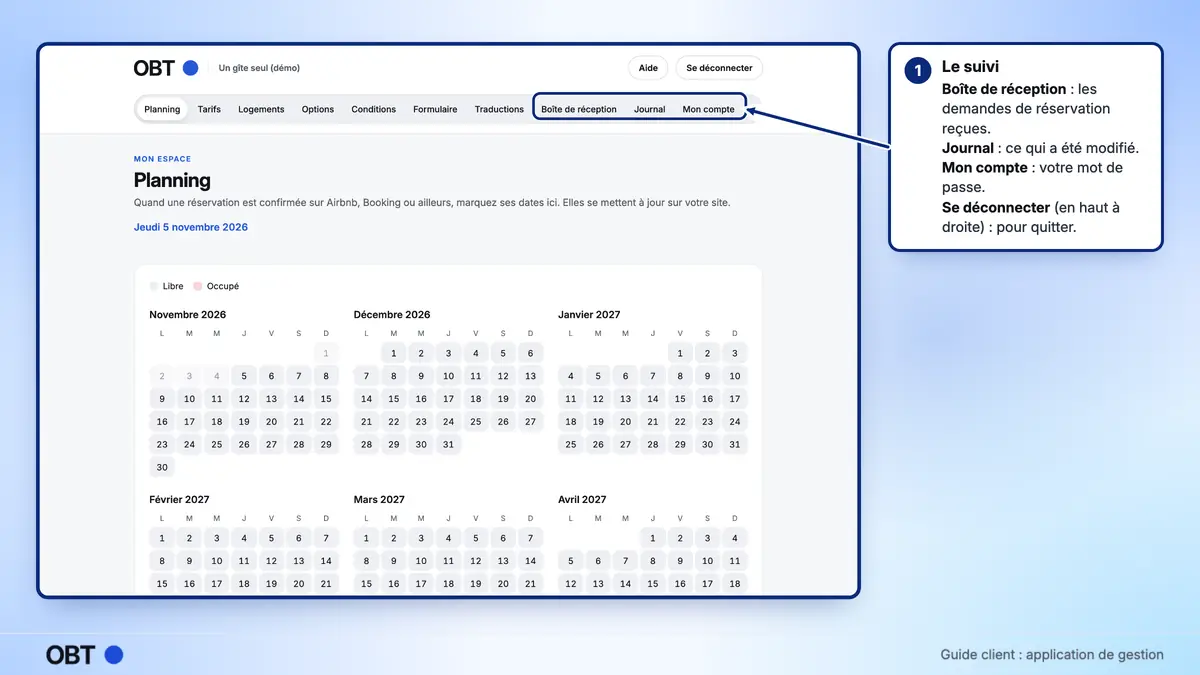 OBT
Un gîte seul (démo)
Aide
Se déconnecter
Planning
Tarifs
Logements
Options
Conditions
Formulaire
Traductions
Boîte de réception
Journal
Mon compte
MON ESPACE
Planning
Quand une réservation est confirmée sur Airbnb, Booking ou ailleurs, marquez ses dates ici. Elles se mettent à jour sur votre site.
Jeudi 5 novembre 2026
Libre
Occupé
Novembre 2026
L M M J V S D
1
2 3 4 5 6 7 8
9 10 11 12 13 14 15
16 17 18 19 20 21 22
23 24 25 26 27 28 29
30
Décembre 2026
L M M J V S D
1 2 3 4 5 6
7 8 9 10 11 12 13
14 15 16 17 18 19 20
21 22 23 24 25 26 27
28 29 30 31
Janvier 2027
L M M J V S D
1 2 3
4 5 6 7 8 9 10
11 12 13 14 15 16 17
18 19 20 21 22 23 24
25 26 27 28 29 30 31
Février 2027
L M M J V S D
1 2 3 4 5 6 7
8 9 10 11 12 13 14
15 16 17 18 19 20 21
Mars 2027
L M M J V S D
1 2 3 4 5 6 7
8 9 10 11 12 13 14
15 16 17 18 19 20 21
Avril 2027
L M M J V S D
1 2 3 4
5 6 7 8 9 10 11
12 13 14 15 16 17 18
1
Le suivi
Boîte de réception : les
demandes de réservation
reçues.
Journal : ce qui a été modifié.
Mon compte : votre mot de
passe.
Se déconnecter (en haut à
droite) : pour quitter.
OBT
Guide client : application de gestion